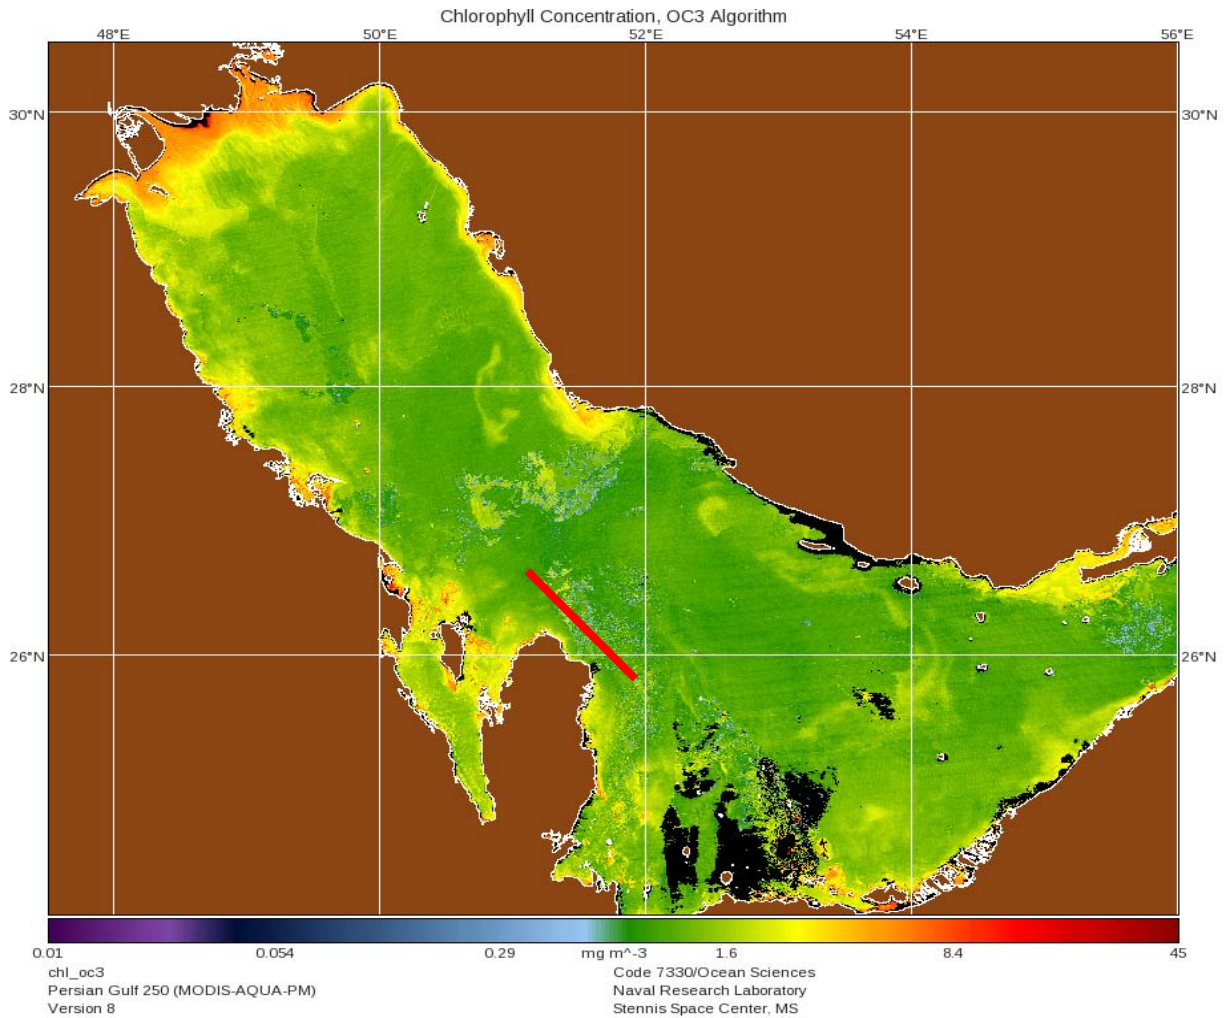 Chlorophyll Concentration, OC3 Algorithm
48°E 50°E 52°E 54°E 56°E
30°N 30°N
28°N 28°N
26°N 26°N
0.01 0.054 0.29 mg m^-3 1.6 8.4 45
chl_oc3 Code 7330/Ocean Sciences
Persian Gulf 250 (MODIS-AQUA-PM) Naval Research Laboratory
Version 8 Stennis Space Center, MS